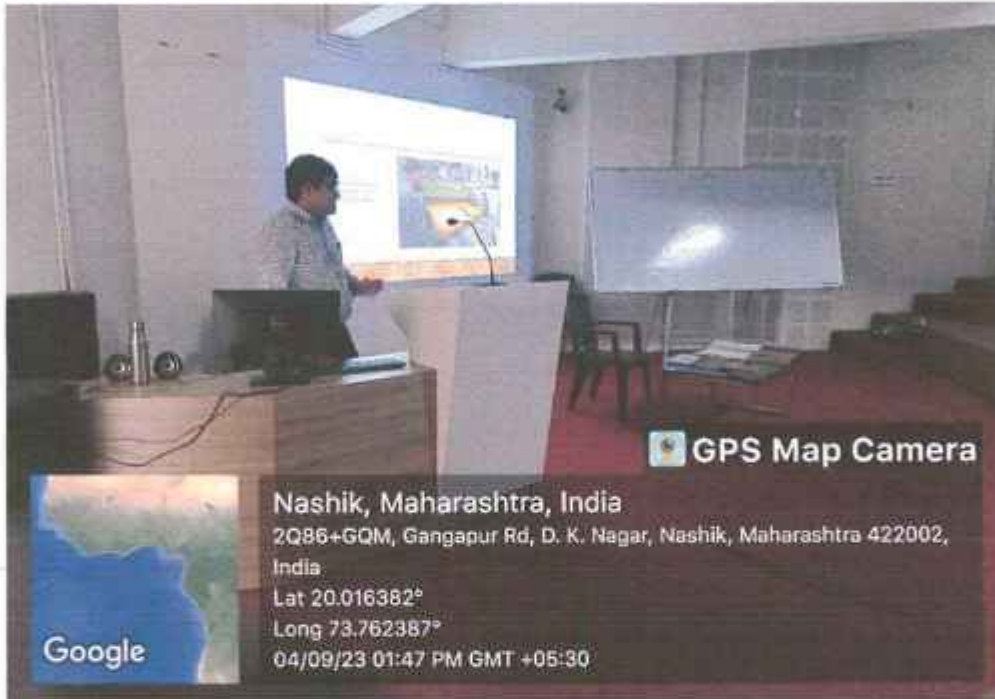 GPS Map Camera
Nashik, Maharashtra, India
2Q86+GQM, Gangapur Rd, D. K. Nagar, Nashik, Maharashtra 422002,
India
Lat 20.016382°
Long 73.762387°
04/09/23 01:47 PM GMT +05:30
Google